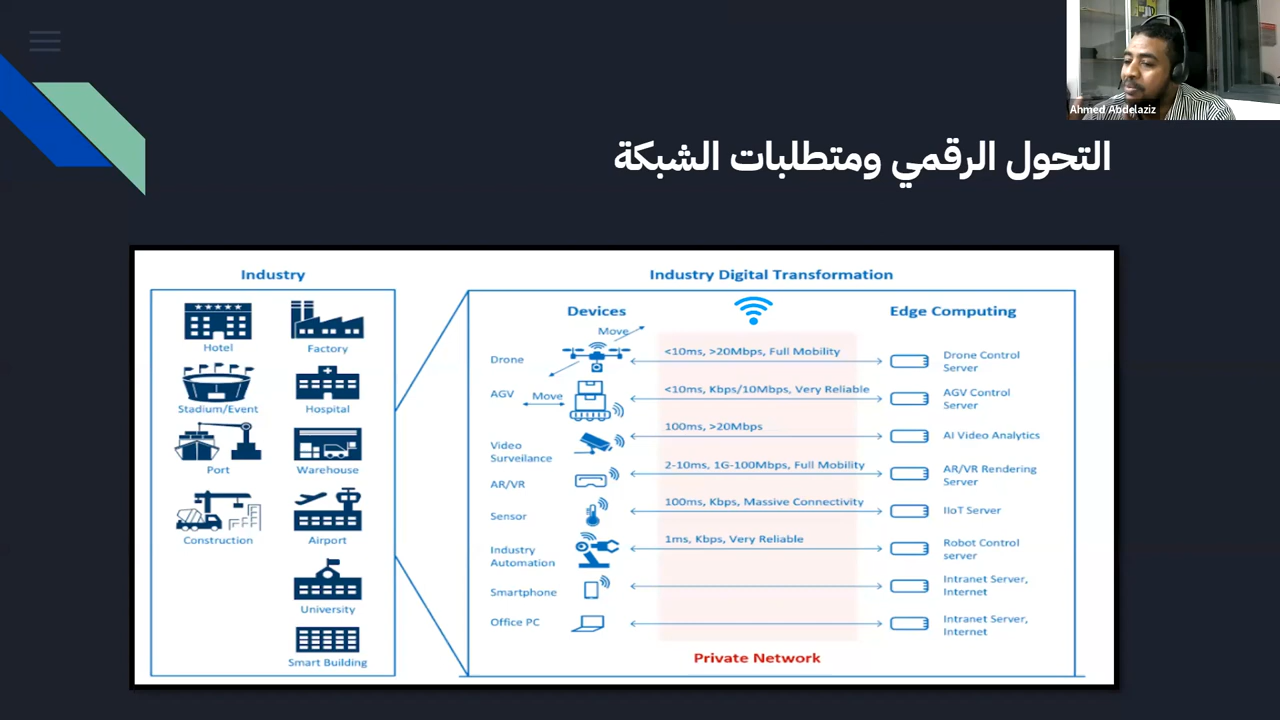 Ahmed Abdelaziz
التحول الرقمي ومتطلبات الشبكة
Industry
Hotel
Factory
Stadium/Event
Hospital
Port
Warehouse
Construction
Airport
University
Smart Building
Industry Digital Transformation
Devices
Edge Computing
Move
Drone
<10ms, >20Mbps, Full Mobility
Drone Control
Server
AGV
Move
<10ms, Kbps/10Mbps, Very Reliable
AGV Control
Server
Video
Surveilance
100ms, >20Mbps
AI Video Analytics
AR/VR
2-10ms, 1G-100Mbps, Full Mobility
AR/VR Rendering
Server
Sensor
100ms, Kbps, Massive Connectivity
IIoT Server
Industry
Automation
1ms, Kbps, Very Reliable
Robot Control
server
Smartphone
Intranet Server,
Internet
Office PC
Intranet Server,
Internet
Private Network